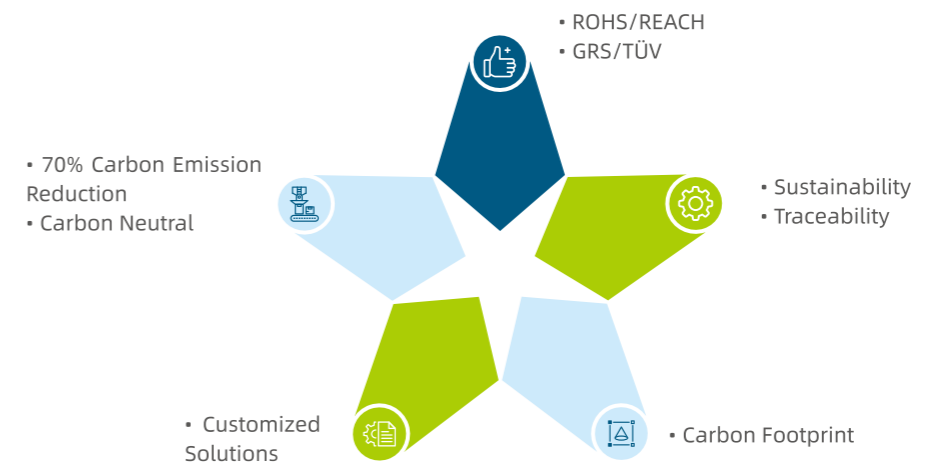 • ROHS/REACH
• GRS/TÜV
• 70% Carbon Emission
Reduction
• Carbon Neutral
• Sustainability
• Traceability
• Customized
Solutions
• Carbon Footprint